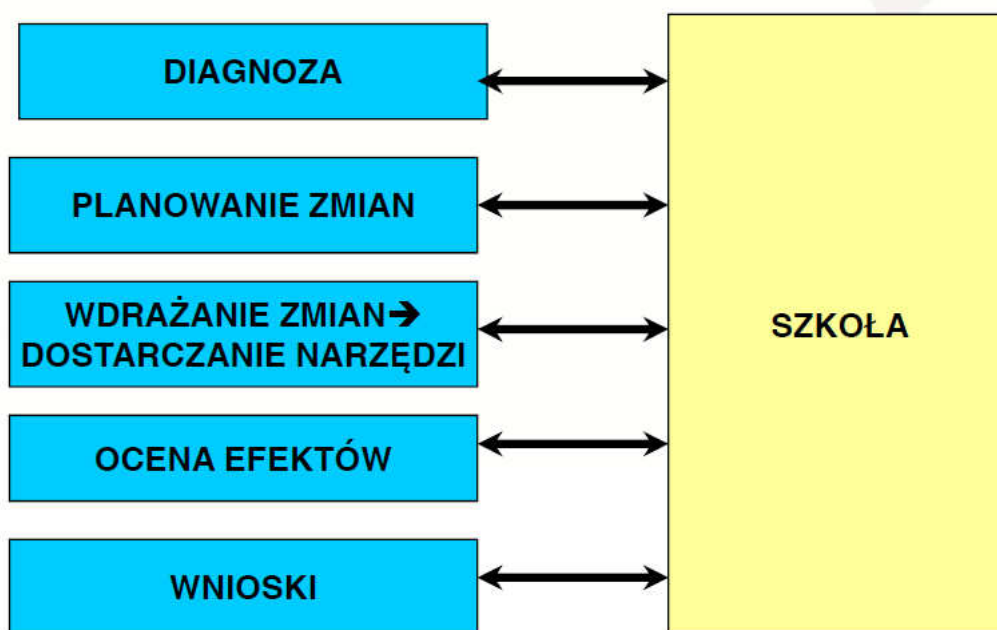 DIAGNOZA
PLANOWANIE ZMIAN
WDRAŻANIE ZMIAN➔
DOSTARCZANIE NARZĘDZI
OCENA EFEKTÓW
WNIOSKI
SZKOŁA